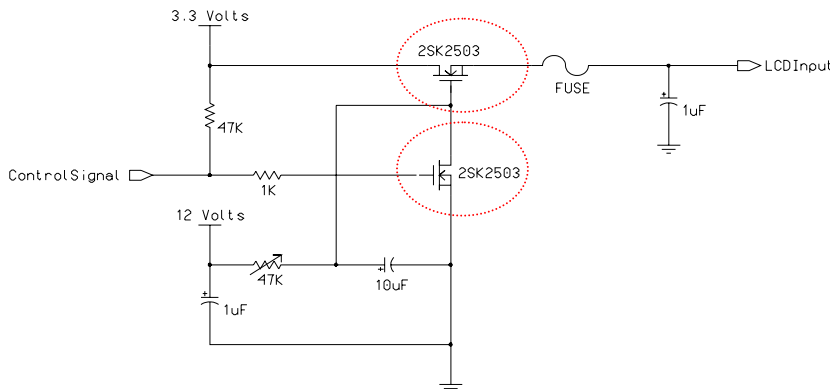 3.3 Volts
2SK2503
FUSE
LCDInput
1uF
47K
ControlSignal
1K
2SK2503
12 Volts
47K
10uF
1uF